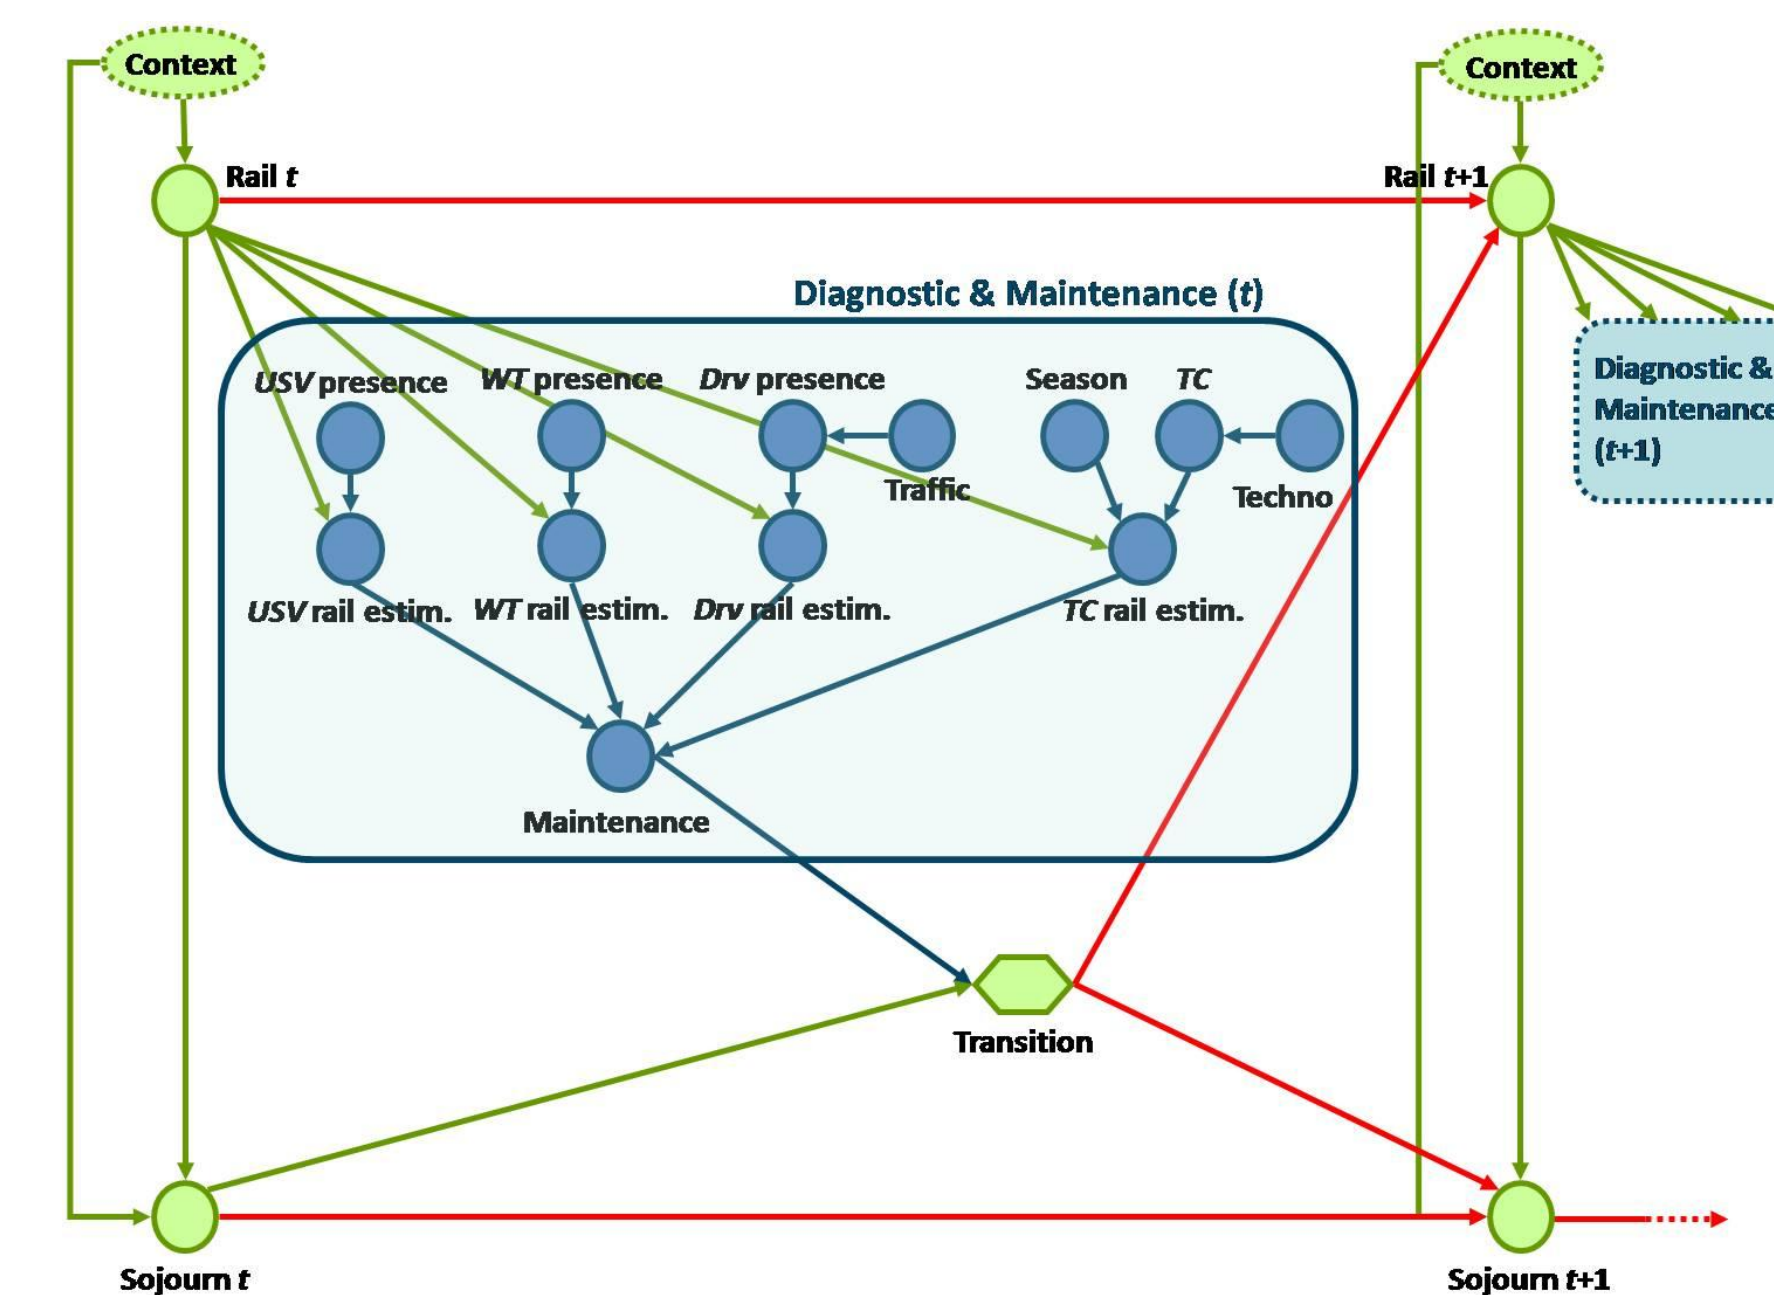 Context
Context
Rail t
Rail t+1
Diagnostic & Maintenance (t)
Diagnostic &
Maintenance
(t+1)
USV presence
WT presence
Drv presence
Season
TC
Traffic
Techno
USV rail estim.
WT rail estim.
Drv rail estim.
TC rail estim.
Maintenance
Transition
Sojourn t
Sojourn t+1